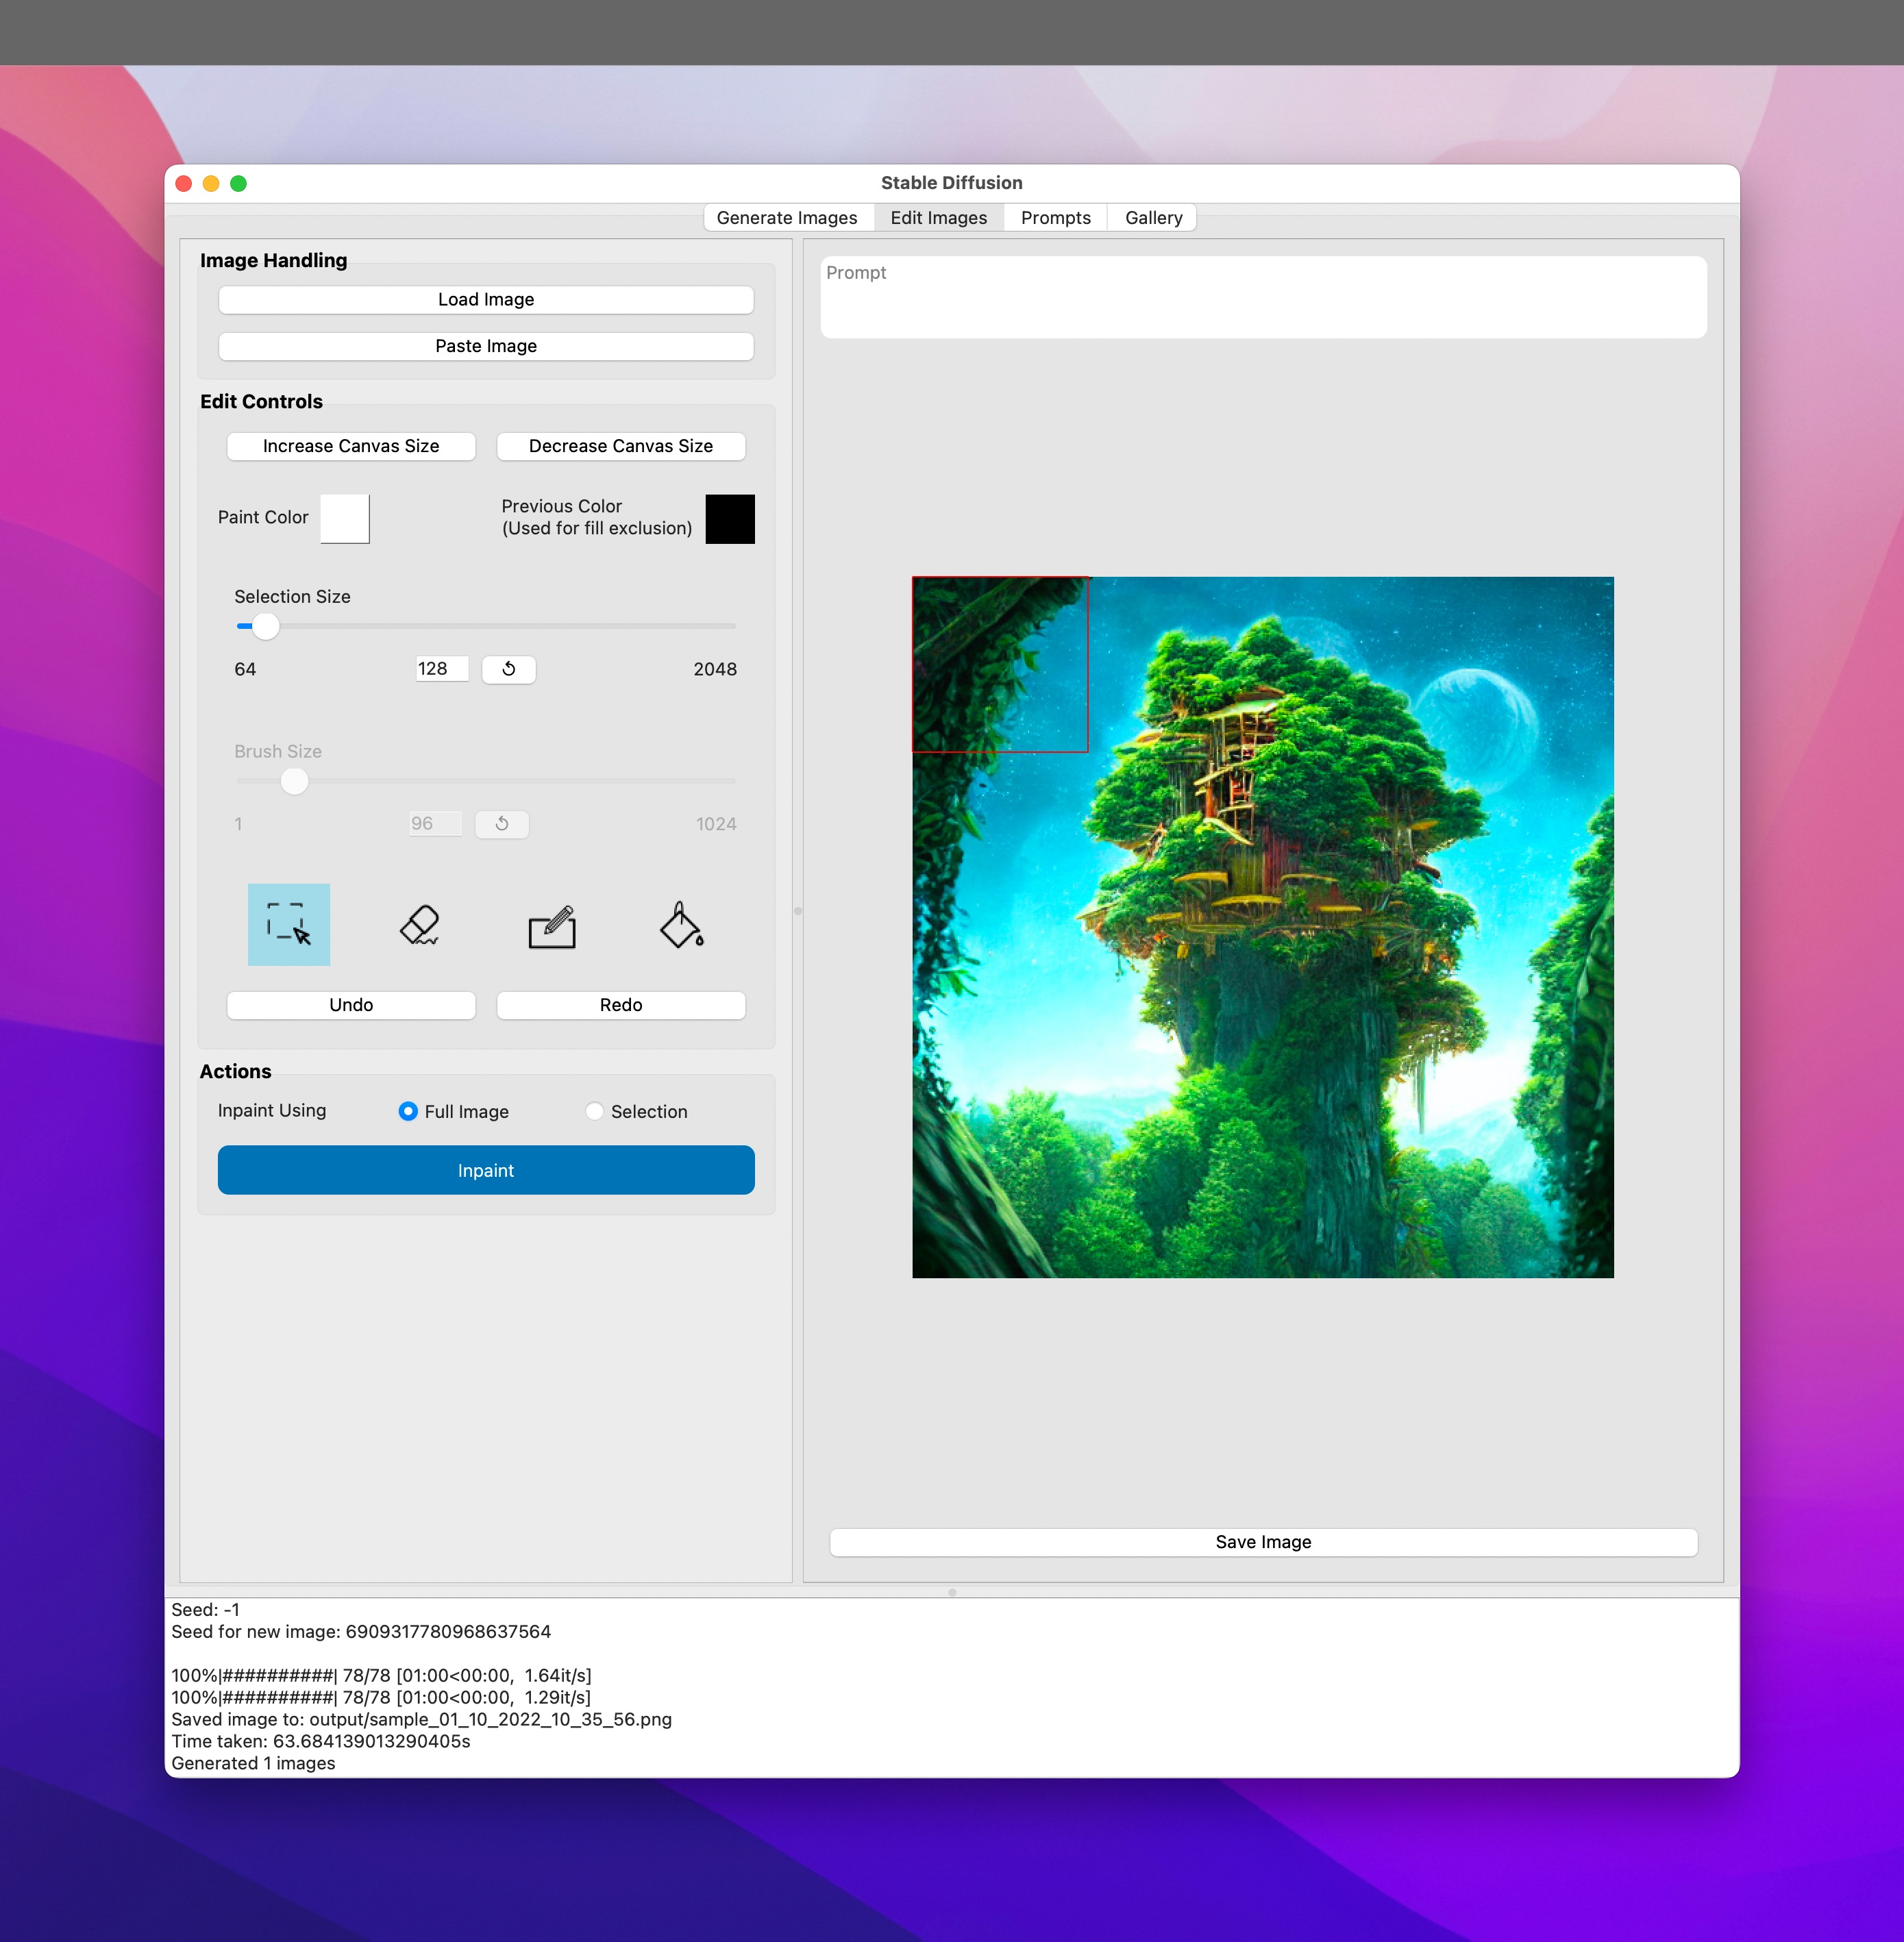 Stable Diffusion
Generate Images
Edit Images
Prompts
Gallery
Image Handling
Load Image
Paste Image
Edit Controls
Increase Canvas Size
Decrease Canvas Size
Paint Color
Previous Color
(Used for fill exclusion)
Selection Size
64
128
2048
Brush Size
1
96
1024
Undo
Redo
Actions
Inpaint Using
Full Image
Selection
Inpaint
Prompt
Save Image
Seed: -1
Seed for new image: 6909317780968637564
100%|##########| 78/78 [01:00<00:00,  1.64it/s]
100%|##########| 78/78 [01:00<00:00,  1.29it/s]
Saved image to: output/sample_01_10_2022_10_35_56.png
Time taken: 63.684139013290405s
Generated 1 images